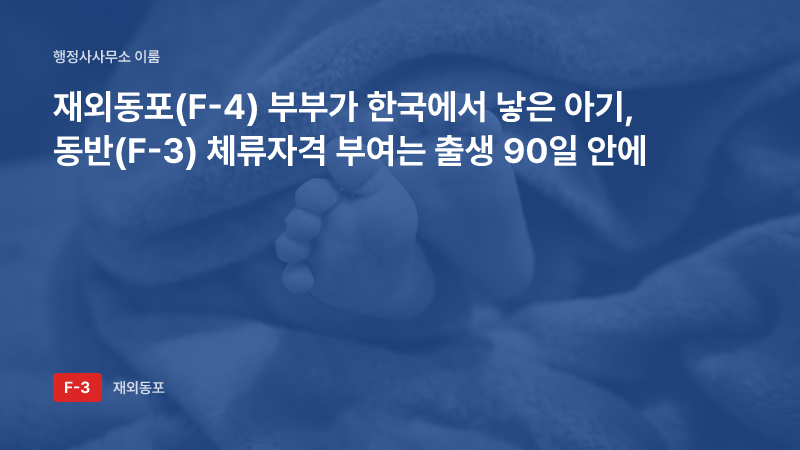 행정사사무소 이룸
재외동포(F-4) 부부가 한국에서 낳은 아기,
동반(F-3) 체류자격 부여는 출생 90일 안에
F-3
재외동포